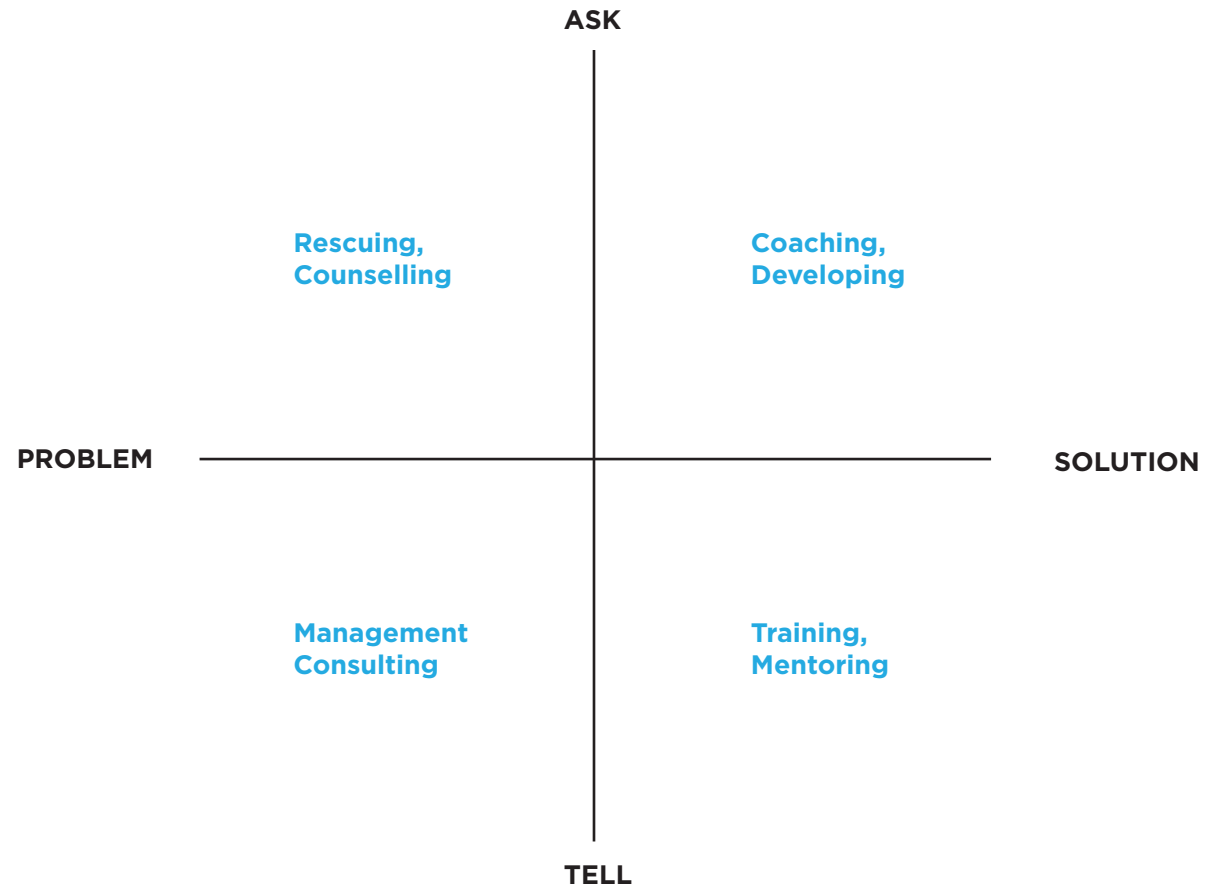 ASK
Rescuing,
Counselling
Coaching,
Developing
PROBLEM
SOLUTION
Management
Consulting
Training,
Mentoring
TELL